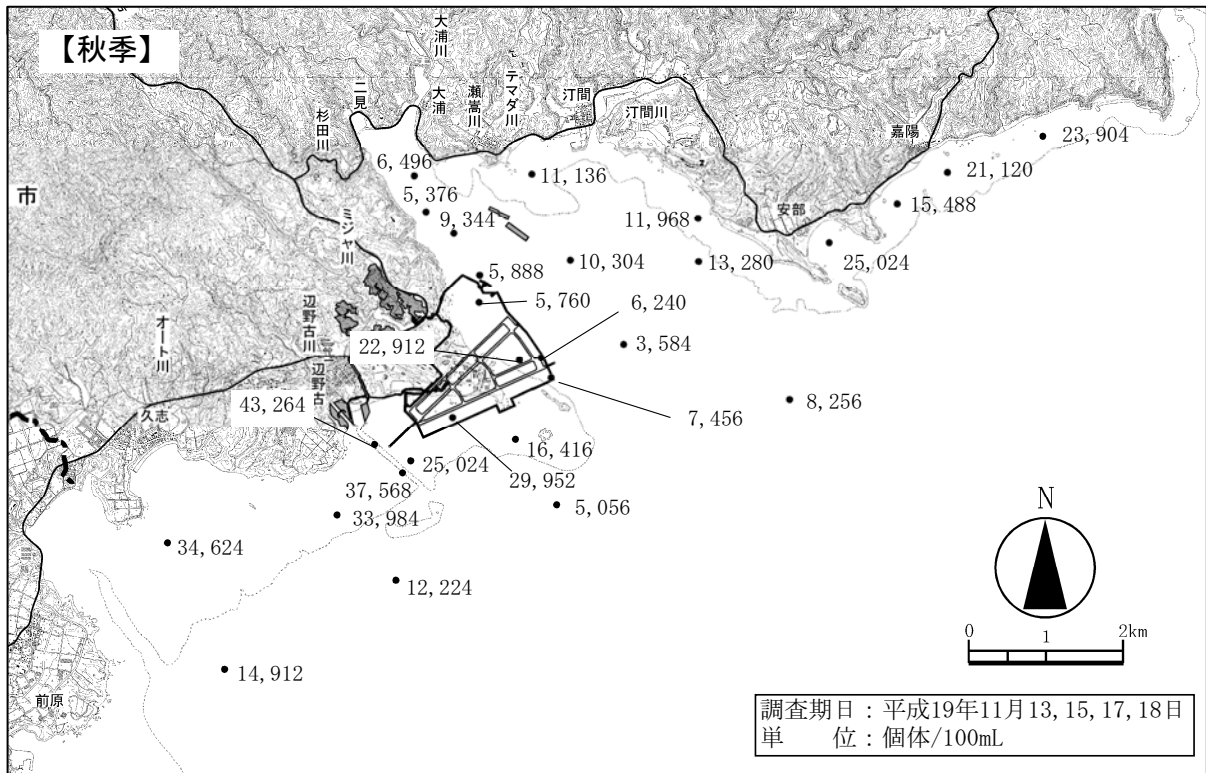 【秋季】
大浦川
大浦
瀬嵩川
テマダ川
汀間
汀間川
二見
杉田川
嘉陽
23,904
21,120
15,488
6,496
11,136
5,376
9,344
11,968
安部
25,024
市
ミジャ川
10,304
13,280
5,888
5,760
6,240
辺野古川
オート川
22,912
3,584
辺野古
43,264
久志
7,456
8,256
16,416
25,024
29,952
37,568
5,056
33,984
34,624
12,224
14,912
前原
N
0 1 2km
調査期日：平成19年11月13,15,17,18日
単　　位：個体/100mL